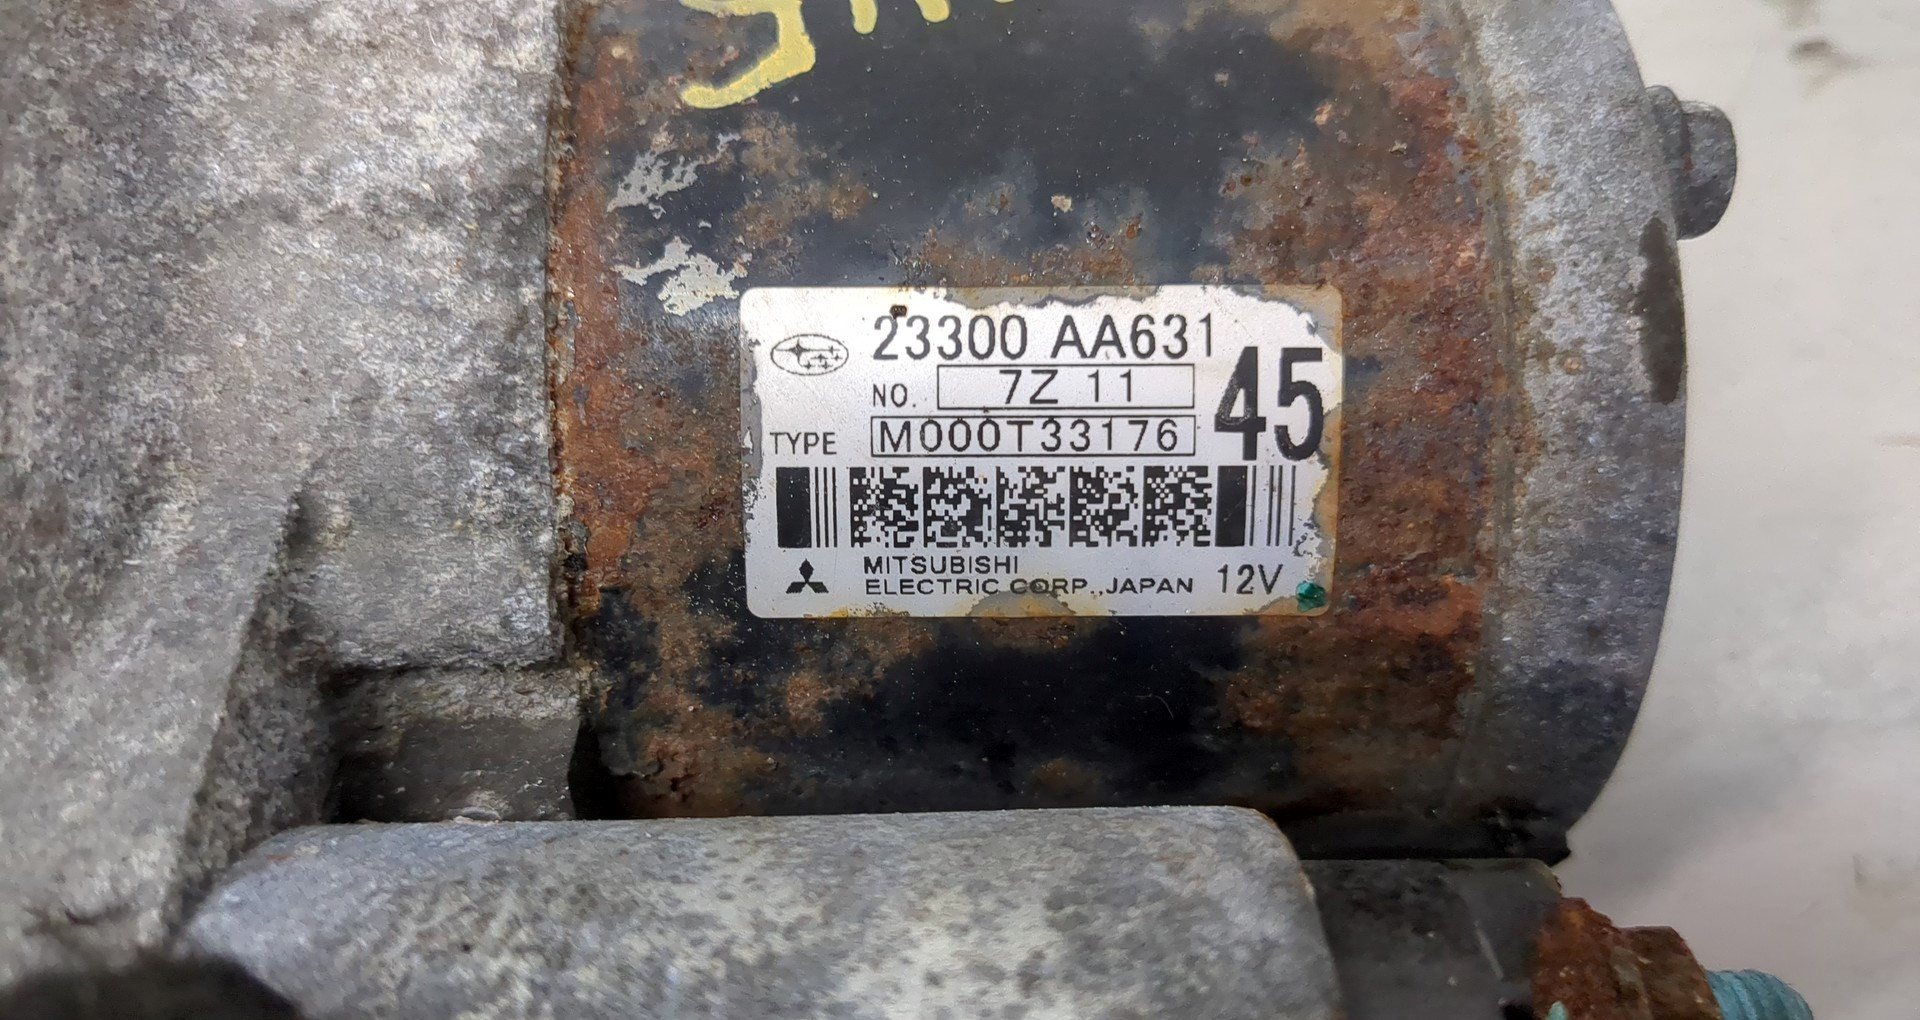 23300 AA631
NO. 7Z 11
45
TYPE M000T33176
MITSUBISHI
ELECTRIC CORP.,JAPAN 12V